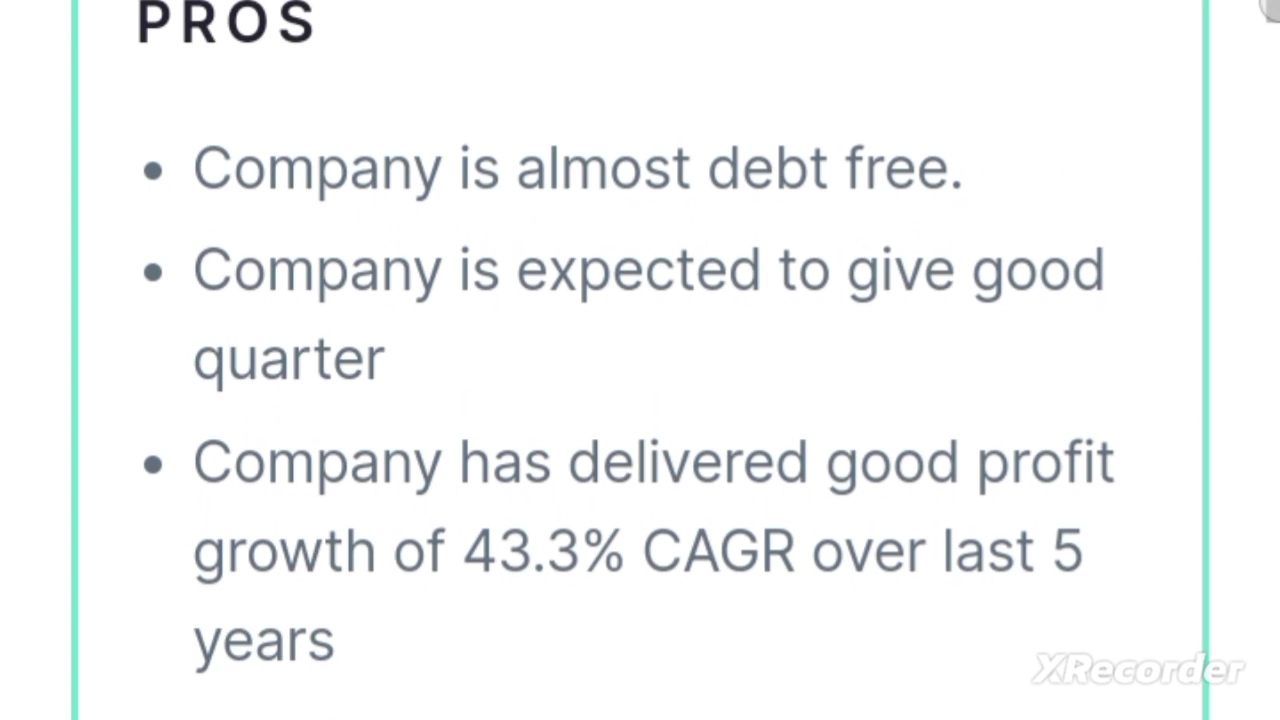 PROS
• Company is almost debt free.
• Company is expected to give good
quarter
• Company has delivered good profit
growth of 43.3% CAGR over last 5
years
XRecorder